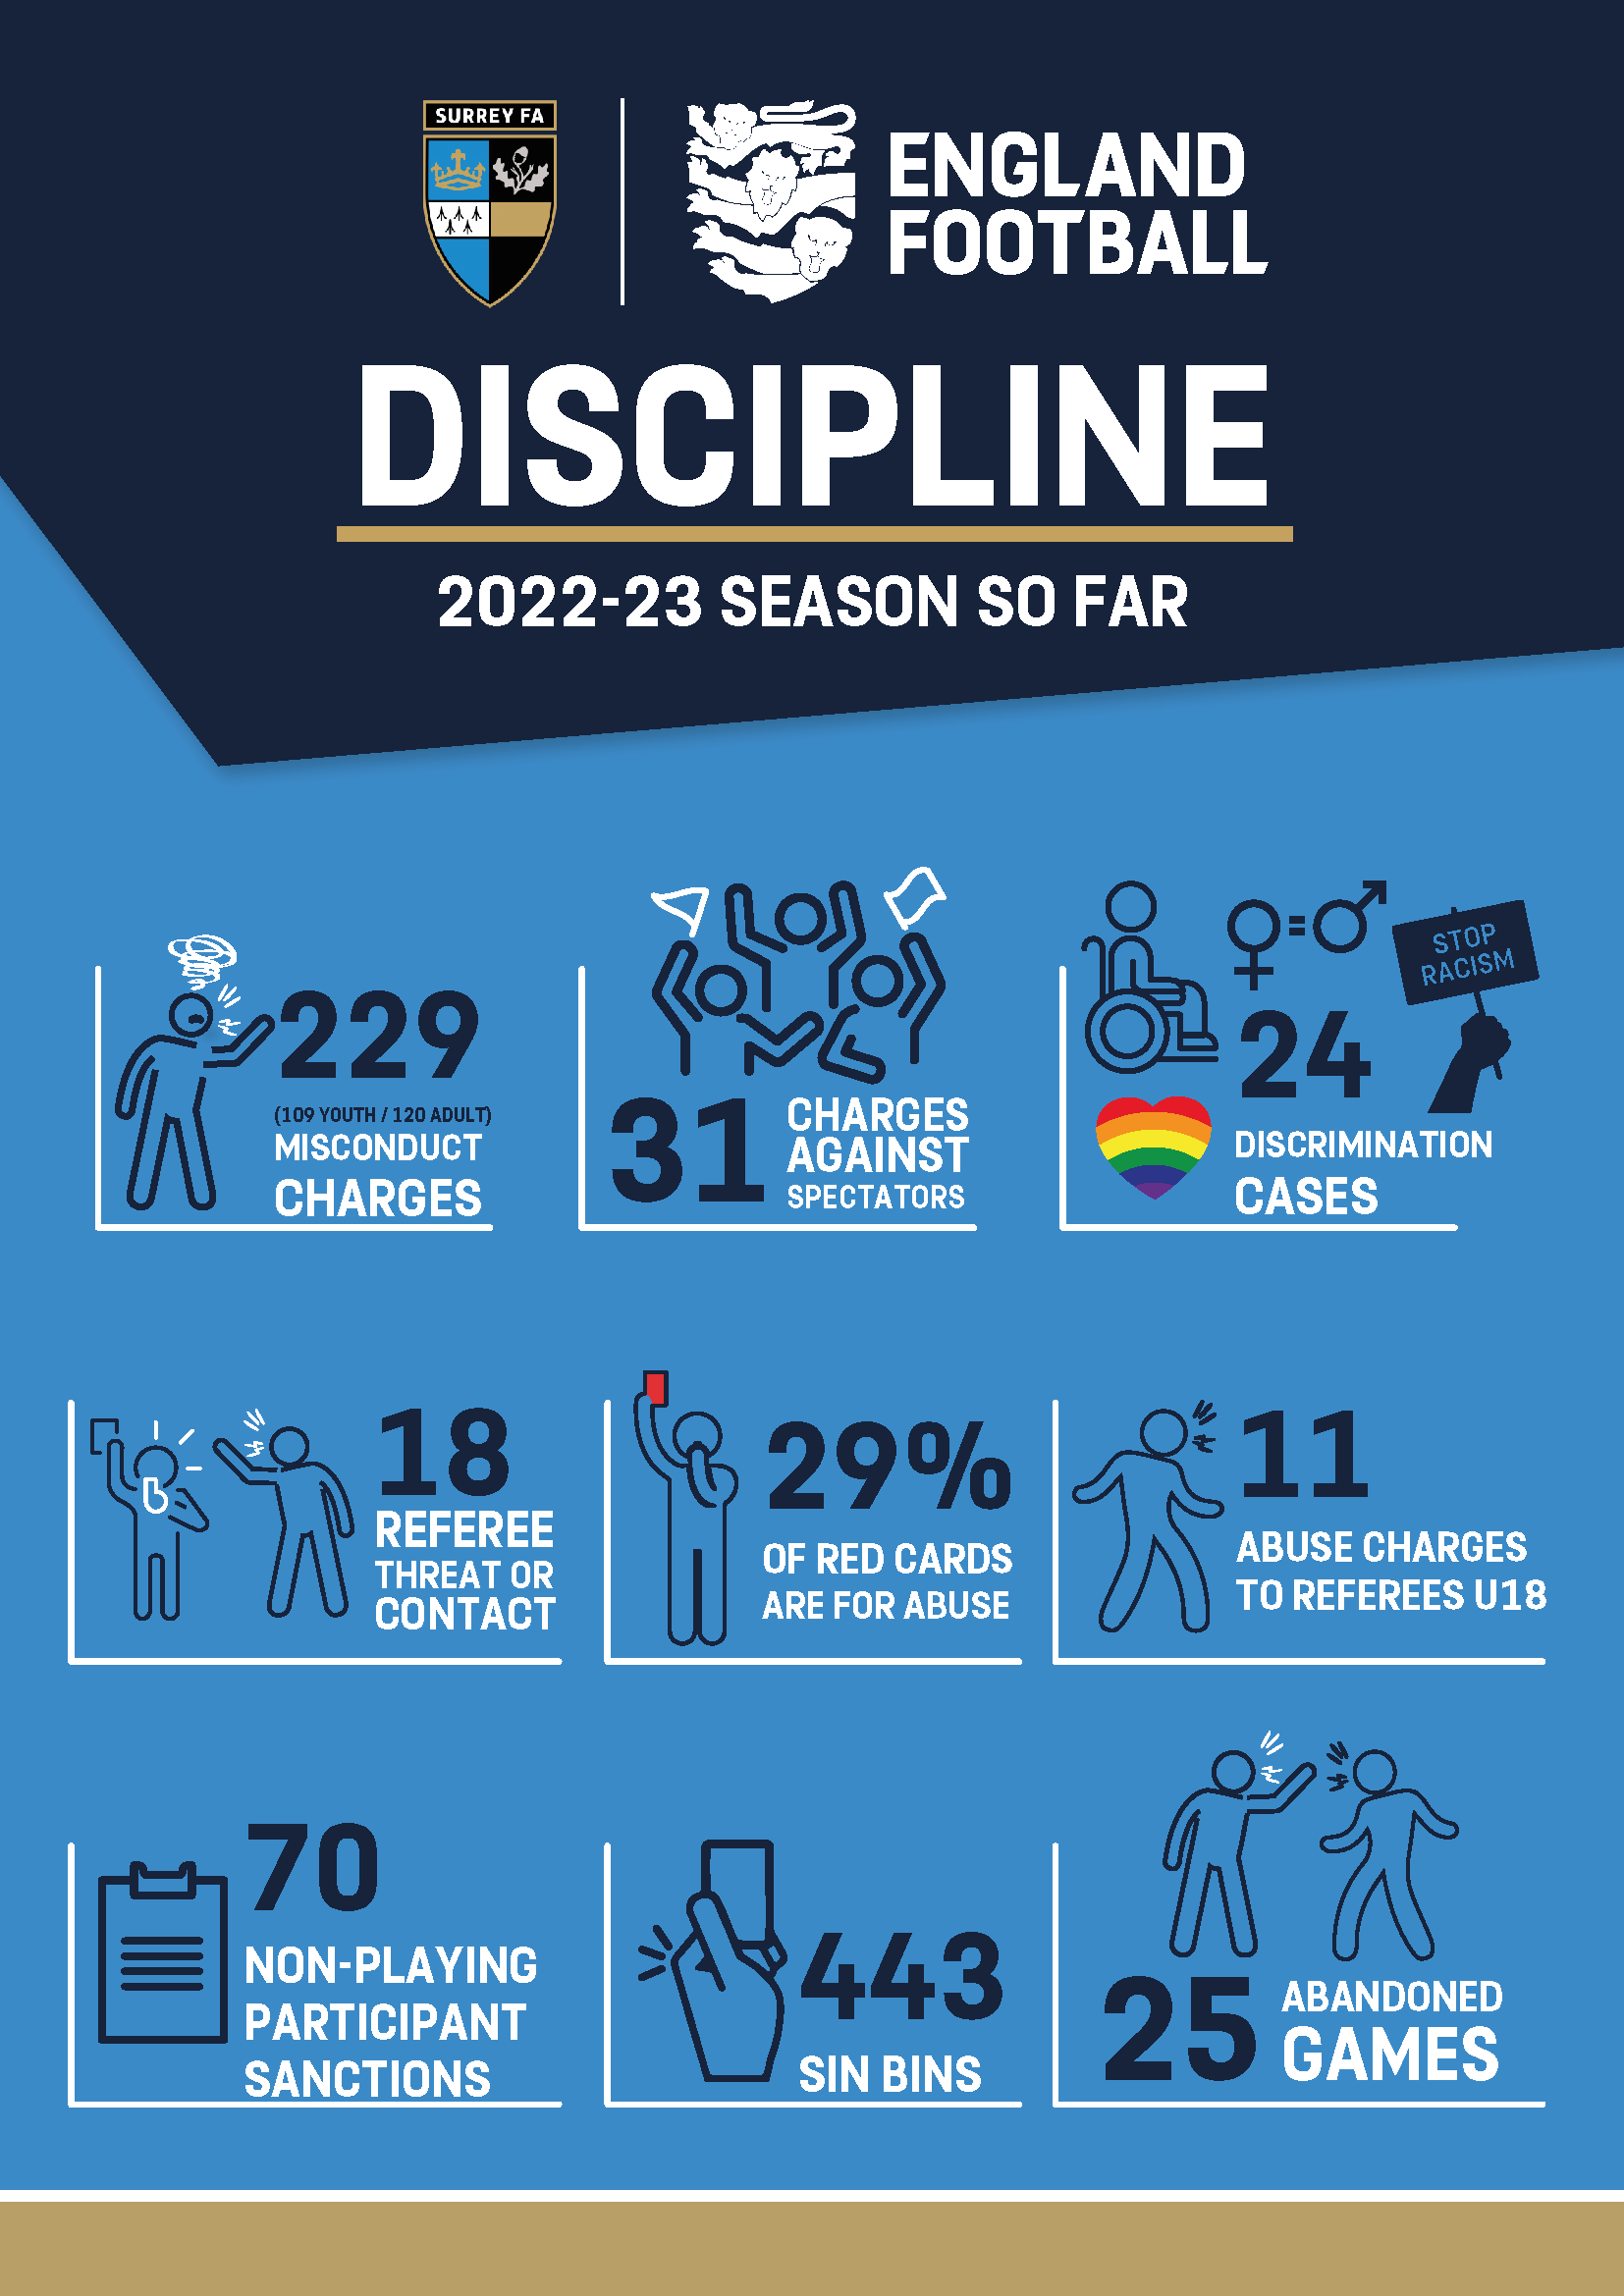 SURREY FA
ENGLAND
FOOTBALL
DISCIPLINE
2022-23 SEASON SO FAR
229
(109 YOUTH / 120 ADULT)
MISCONDUCT
CHARGES
31
CHARGES
AGAINST
SPECTATORS
STOP
RACISM
24
DISCRIMINATION
CASES
18
REFEREE
THREAT OR
CONTACT
29%
OF RED CARDS
ARE FOR ABUSE
11
ABUSE CHARGES
TO REFEREES U18
70
NON-PLAYING
PARTICIPANT
SANCTIONS
443
SIN BINS
25
ABANDONED
GAMES